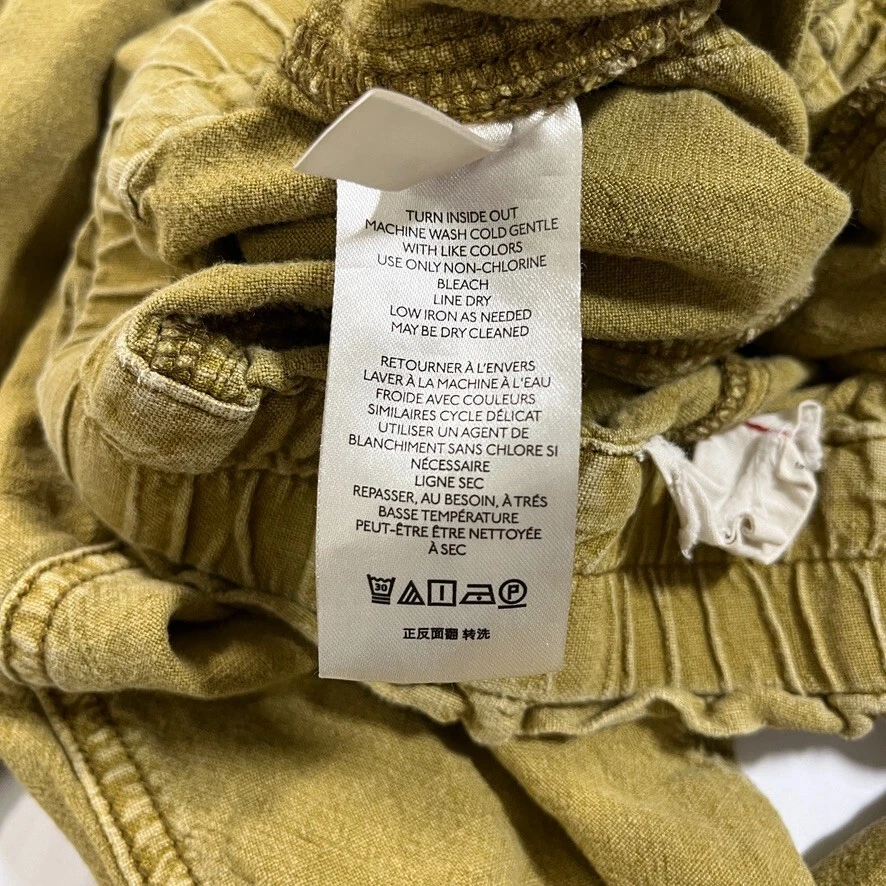 TURN INSIDE OUT
MACHINE WASH COLD GENTLE
WITH LIKE COLORS
USE ONLY NON-CHLORINE
BLEACH
LINE DRY
LOW IRON AS NEEDED
MAY BE DRY CLEANED
RETOURNER À L'ENVERS
LAVER À LA MACHINE À L'EAU
FROIDE AVEC COULEURS
SIMILAIRES CYCLE DÉLICAT
UTILISER UN AGENT DE
BLANCHIMENT SANS CHLORE SI
NÉCESSAIRE
LIGNE SEC
REPASSER, AU BESOIN, À TRÉS
BASSE TEMPÉRATURE
PEUT-ÊTRE ÊTRE NETTOYÉE
À SEC
30 P
正反面翻 转洗